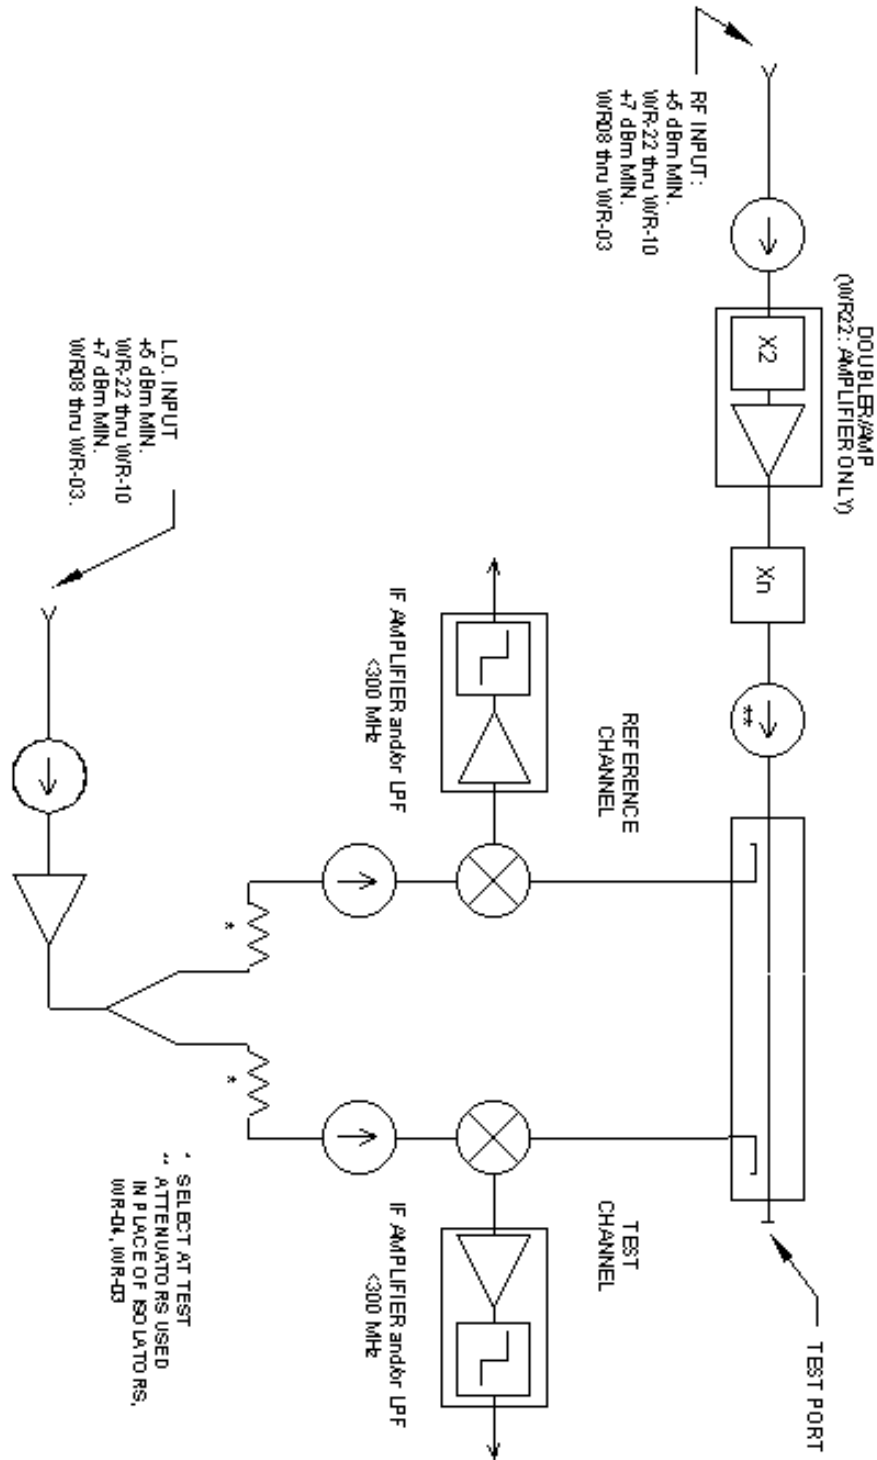 RF INPUT:
+5 dBm MIN.
WR-22 thru WR-10
+7 dBm MIN.
WR08 thru WR-03
DOUBLER/AMP
(WR22: AMPLIFIER ONLY)
X2
Xn
**
TEST PORT
REFERENCE
CHANNEL
TEST
CHANNEL
IF AMPLIFIER and/or LPF
<300 MHz
IF AMPLIFIER and/or LPF
<300 MHz
L.O. INPUT
+5 dBm MIN.
WR-22 thru WR-10
+7 dBm MIN.
WR08 thru WR-03.
*
*
* SELECT AT TEST
** ATTENUATORS USED
IN PLACE OF ISOLATORS,
WR-04, WR-03